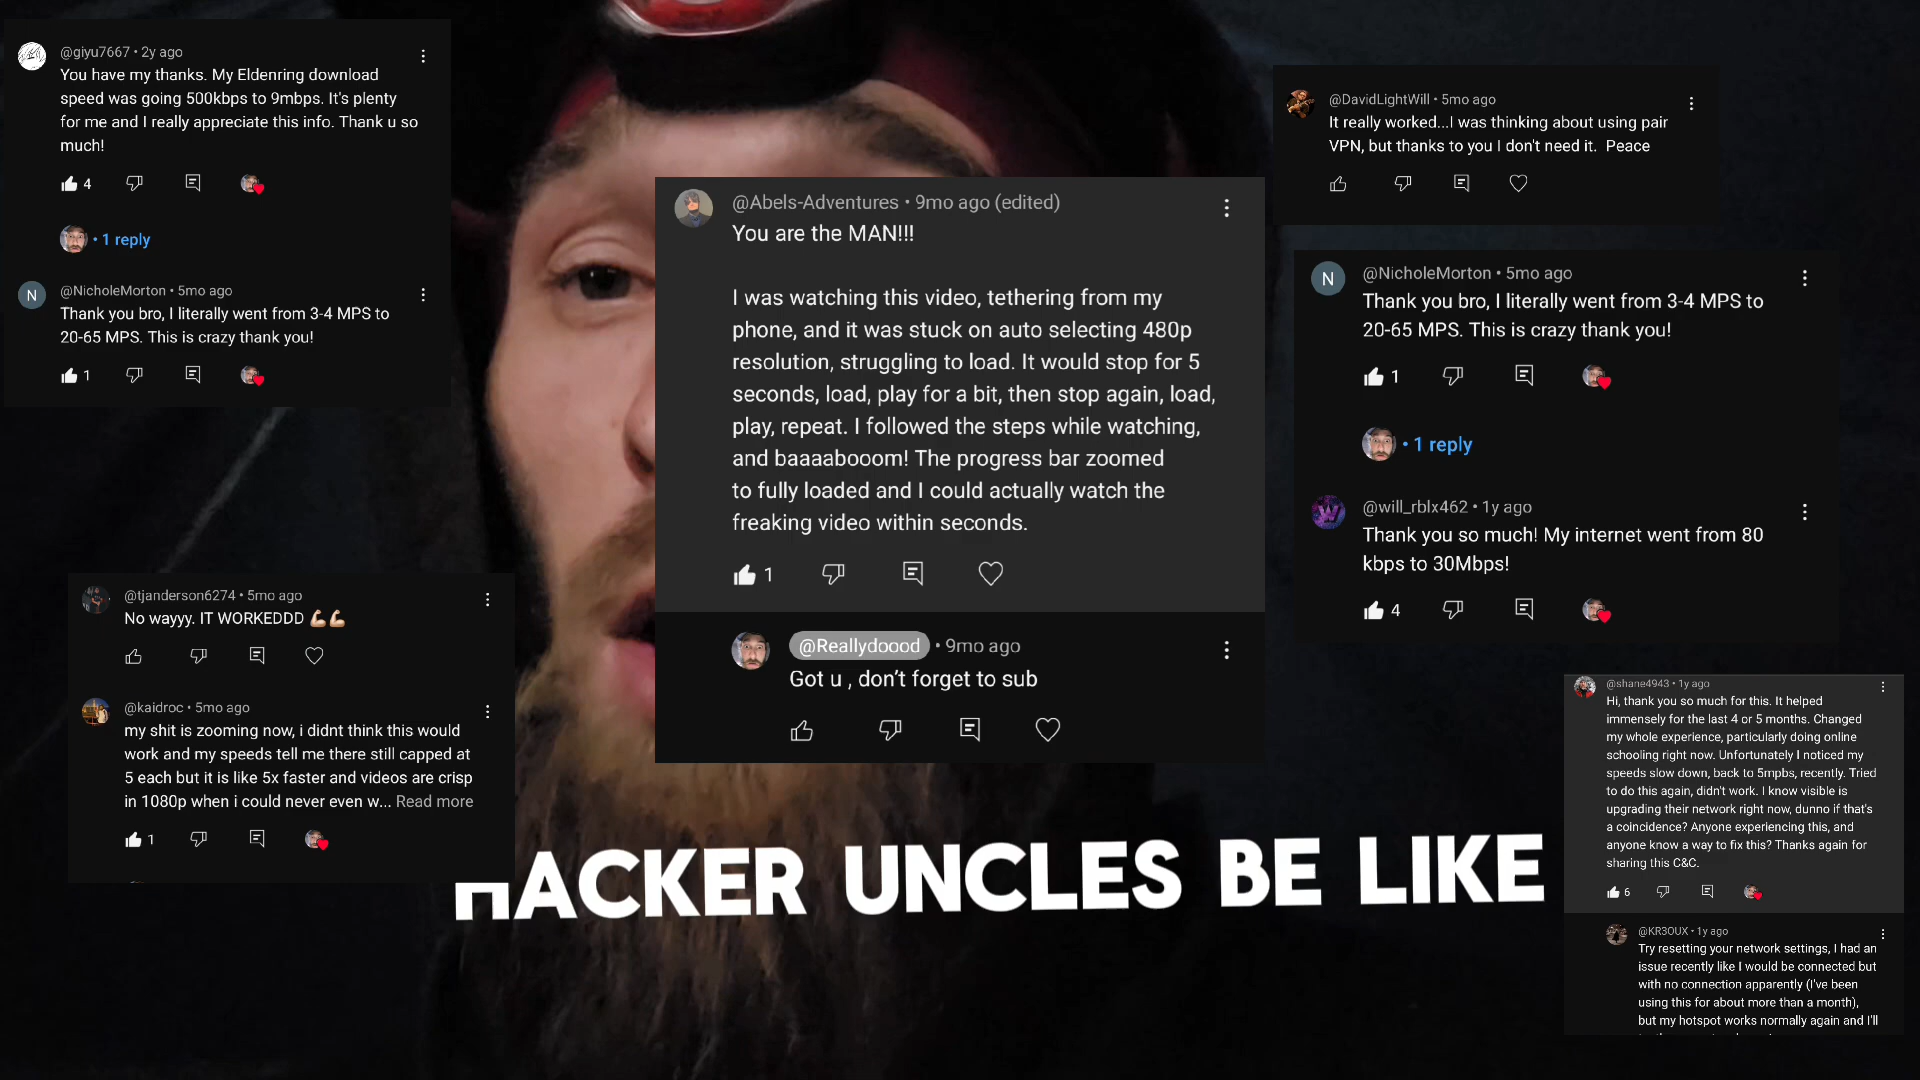 @giyu7667 • 2y ago
You have my thanks. My Eldenring download
speed was going 500kbps to 9mbps. It's plenty
for me and I really appreciate this info. Thank u so
much!
4
• 1 reply
N
@NicholeMorton • 5mo ago
Thank you bro, I literally went from 3-4 MPS to
20-65 MPS. This is crazy thank you!
1
@tjanderson6274 • 5mo ago
No wayyy. IT WORKEDDD 💪🏼💪🏼
@kaidroc • 5mo ago
my shit is zooming now, i didnt think this would
work and my speeds tell me there still capped at
5 each but it is like 5x faster and videos are crisp
in 1080p when i could never even w... Read more
1
@Abels-Adventures • 9mo ago (edited)
You are the MAN!!!
I was watching this video, tethering from my
phone, and it was stuck on auto selecting 480p
resolution, struggling to load. It would stop for 5
seconds, load, play for a bit, then stop again, load,
play, repeat. I followed the steps while watching,
and baaaabooom! The progress bar zoomed
to fully loaded and I could actually watch the
freaking video within seconds.
1
@Reallydoood • 9mo ago
Got u , don’t forget to sub
HACKER UNCLES BE LIKE
@DavidLightWill • 5mo ago
It really worked...I was thinking about using pair
VPN, but thanks to you I don't need it. Peace
N
@NicholeMorton • 5mo ago
Thank you bro, I literally went from 3-4 MPS to
20-65 MPS. This is crazy thank you!
1
• 1 reply
@will_rblx462 • 1y ago
Thank you so much! My internet went from 80
kbps to 30Mbps!
4
@shane4943 • 1y ago
Hi, thank you so much for this. It helped
immensely for the last 4 or 5 months. Changed
my whole experience, particularly doing online
schooling right now. Unfortunately I noticed my
speeds slow down, back to 5mpbs, recently. Tried
to do this again, didn't work. I know visible is
upgrading their network right now, dunno if that's
a coincidence? Anyone experiencing this, and
anyone know a way to fix this? Thanks again for
sharing this C&C.
6
@KR3OUX • 1y ago
Try resetting your network settings, I had an
issue recently like I would be connected but
with no connection apparently (I've been
using this for about more than a month),
but my hotspot works normally again and I'll